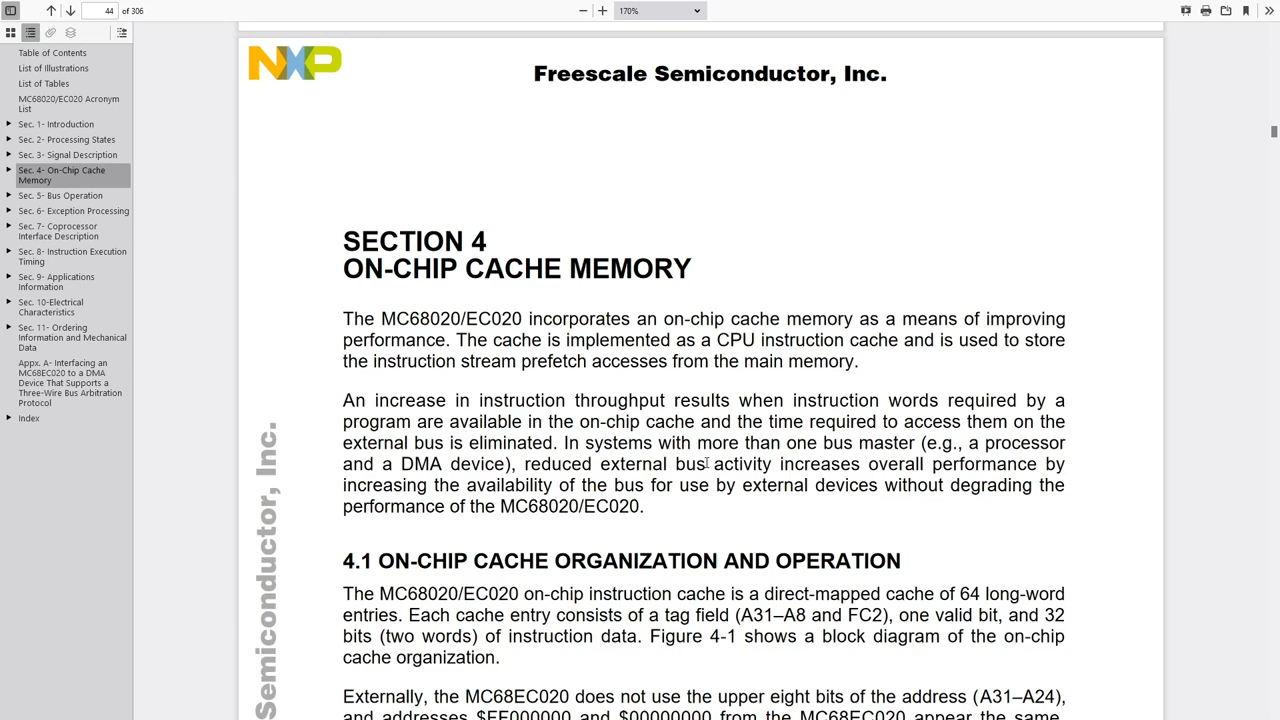 44 of 306
170%
Table of Contents
List of Illustrations
List of Tables
MC68020/EC020 Acronym
List
Sec. 1- Introduction
Sec. 2- Processing States
Sec. 3- Signal Description
Sec. 4- On-Chip Cache
Memory
Sec. 5- Bus Operation
Sec. 6- Exception Processing
Sec. 7- Coprocessor
Interface Description
Sec. 8- Instruction Execution
Timing
Sec. 9- Applications
Information
Sec. 10-Electrical
Characteristics
Sec. 11- Ordering
Information and Mechanical
Data
Appx. A- Interfacing an
MC68EC020 to a DMA
Device That Supports a
Three-Wire Bus Arbitration
Protocol
Index
NXP
Freescale Semiconductor, Inc.
SECTION 4
ON-CHIP CACHE MEMORY
The MC68020/EC020 incorporates an on-chip cache memory as a means of improving
performance. The cache is implemented as a CPU instruction cache and is used to store
the instruction stream prefetch accesses from the main memory.
An increase in instruction throughput results when instruction words required by a
program are available in the on-chip cache and the time required to access them on the
external bus is eliminated. In systems with more than one bus master (e.g., a processor
and a DMA device), reduced external bus activity increases overall performance by
increasing the availability of the bus for use by external devices without degrading the
performance of the MC68020/EC020.
4.1 ON-CHIP CACHE ORGANIZATION AND OPERATION
The MC68020/EC020 on-chip instruction cache is a direct-mapped cache of 64 long-word
entries. Each cache entry consists of a tag field (A31–A8 and FC2), one valid bit, and 32
bits (two words) of instruction data. Figure 4-1 shows a block diagram of the on-chip
cache organization.
Externally, the MC68EC020 does not use the upper eight bits of the address (A31–A24),
and addresses $FF000000 and $00000000 from the MC68EC020 appear the same.
Semiconductor, Inc.